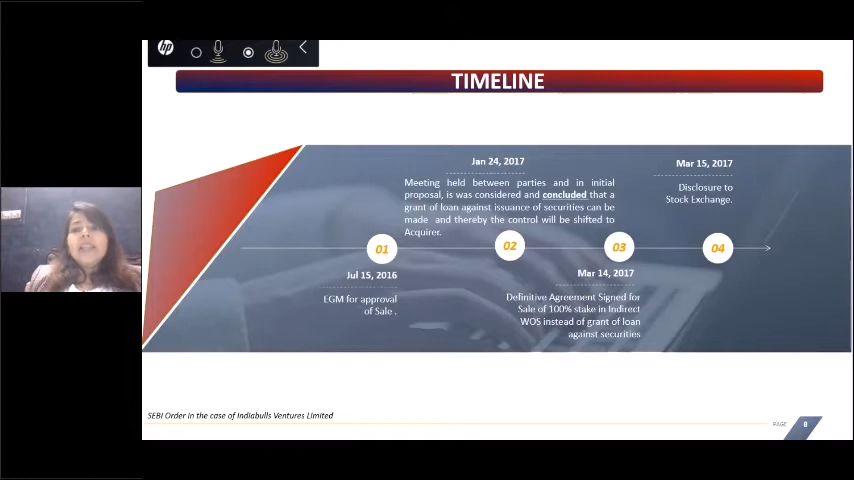 hp
TIMELINE
Jan 24, 2017
Meeting held between parties and in initial
proposal, is was considered and concluded that a
grant of loan against issuance of securities can be
made and thereby the control will be shifted to
Acquirer.
Mar 15, 2017
Disclosure to
Stock Exchange.
01
02
03
04
Jul 15, 2016
EGM for approval
of Sale .
Mar 14, 2017
Definitive Agreement Signed for
Sale of 100% stake in Indirect
WOS instead of grant of loan
against securities
SEBI Order in the case of Indiabulls Ventures Limited
PAGE
8